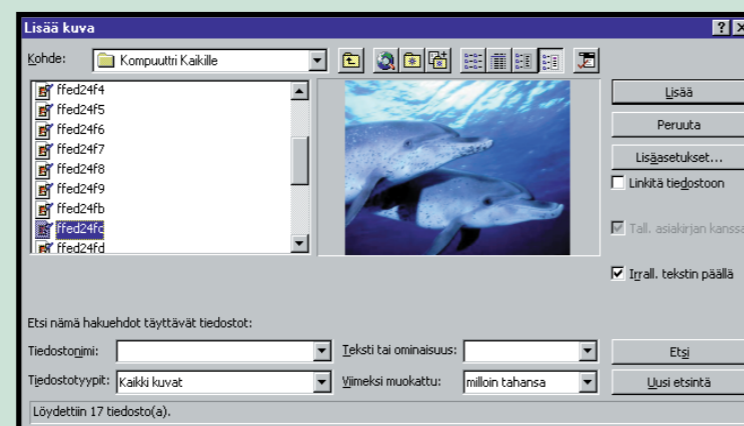 Lisää kuva
Kohde: Kompuuttri Kaikille
ffed24f4
ffed24f5
ffed24f6
ffed24f7
ffed24f8
ffed24f9
ffed24fb
ffed24fc
ffed24fd
Lisää
Peruuta
Lisäasetukset...
Linkitä tiedostoon
Tall. asiakirjan kanssa
Irrall. tekstin päällä
Etsi nämä hakuehdot täyttävät tiedostot:
Tiedostonimi: Teksti tai ominaisuus: Etsi
Tiedostotyypit: Kaikki kuvat Viimeksi muokattu: milloin tahansa Uusi etsintä
Löydettiin 17 tiedosto(a).